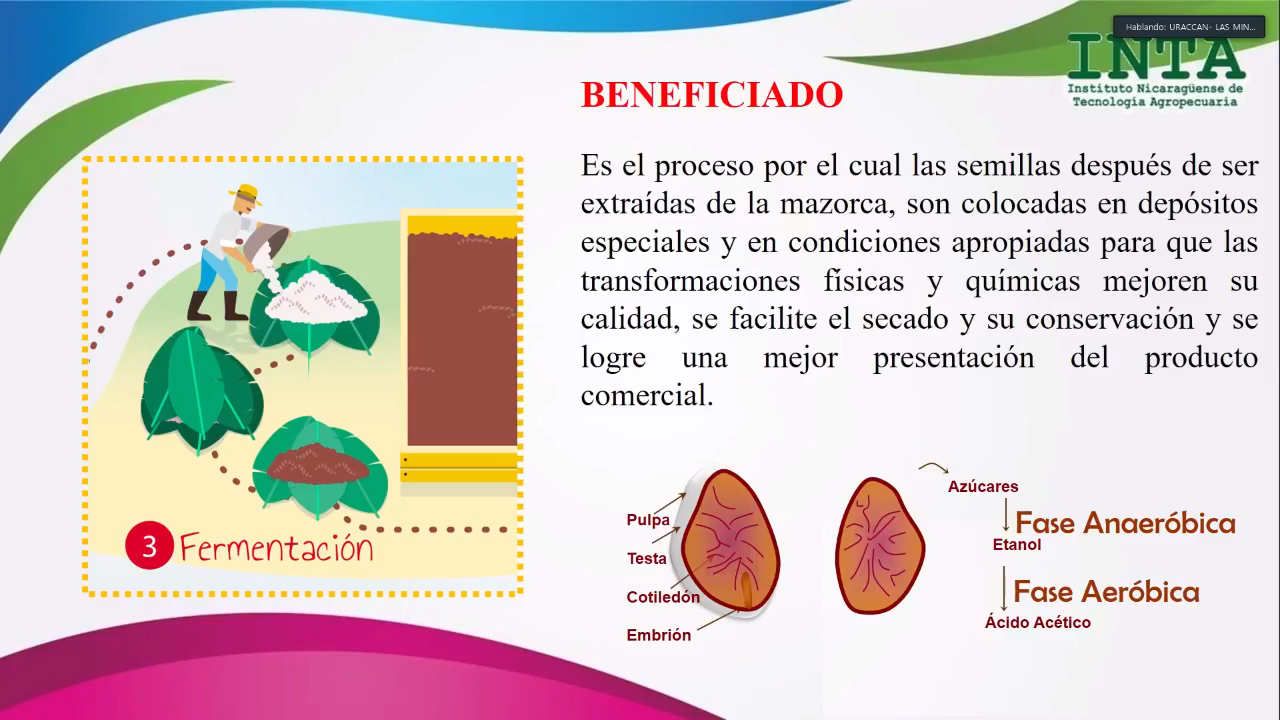 Hablando: URACCAN- LAS MIN...
INTA
Instituto Nicaragüense de
Tecnología Agropecuaria
BENEFICIADO
Es el proceso por el cual las semillas después de ser
extraídas de la mazorca, son colocadas en depósitos
especiales y en condiciones apropiadas para que las
transformaciones físicas y químicas mejoren su
calidad, se facilite el secado y su conservación y se
logre una mejor presentación del producto
comercial.
3 Fermentación
Pulpa
Testa
Cotiledón
Embrión
Azúcares
Fase Anaeróbica
Etanol
Fase Aeróbica
Ácido Acético